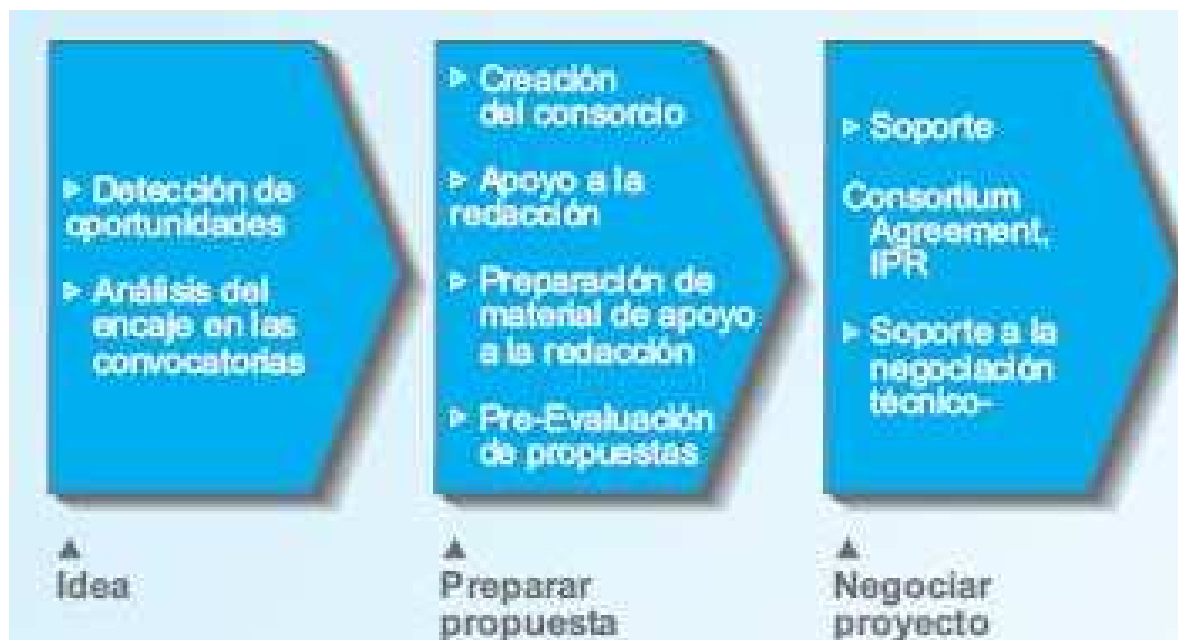 ▹ Detección de
oportunidades
▹ Análisis del
encaje en las
convocatorias
▲
Idea
▹ Creación
del consorcio
▹ Apoyo a la
redacción
▹ Preparación de
material de apoyo
a la redacción
▹ Pre-Evaluación
de propuestas
▲
Preparar
propuesta
▹ Soporte
Consortium
Agreement,
IPR
▹ Soporte a la
negociación
técnico-
▲
Negociar
proyecto